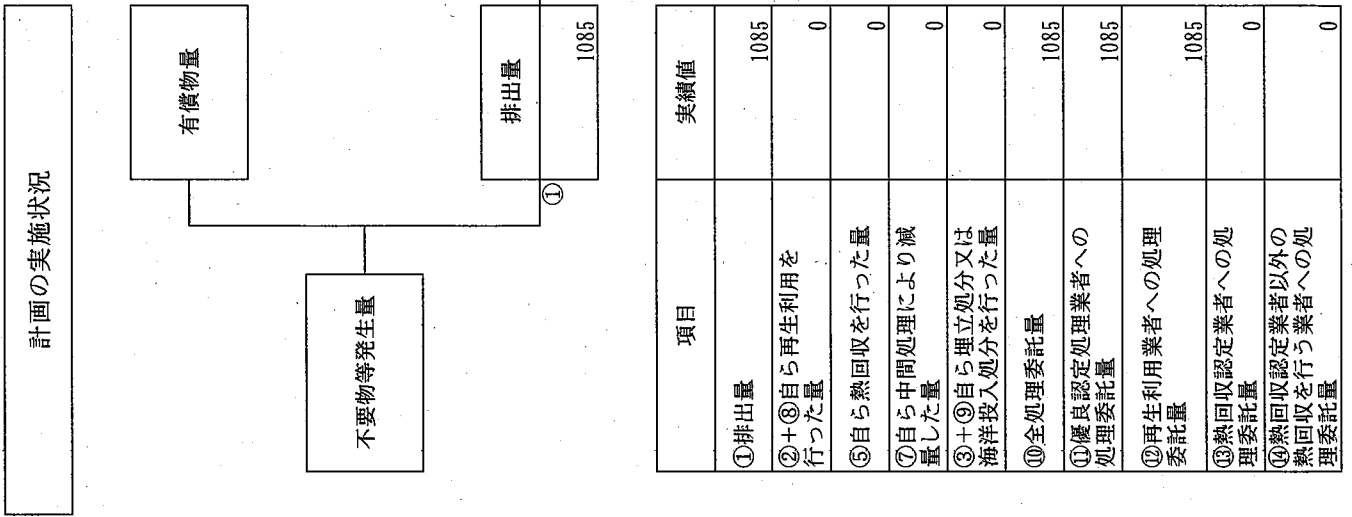 計画の実施状況
有償物量
不要物等発生量
①
排出量
1085
項目
実績値
①排出量
1085
②+⑧自ら再生利用を
行った量
0
⑤自ら熱回収を行った量
0
⑦自ら中間処理により減
量した量
0
③+⑨自ら埋立処分又は
海洋投入処分を行った量
0
⑩全処理委託量
1085
⑪優良認定処理業者への
処理委託量
1085
⑫再生利用業者への処理
委託量
1085
⑬熱回収認定業者への処
理委託量
0
⑭熱回収認定業者以外の
熱回収を行う業者への処
理委託量
0